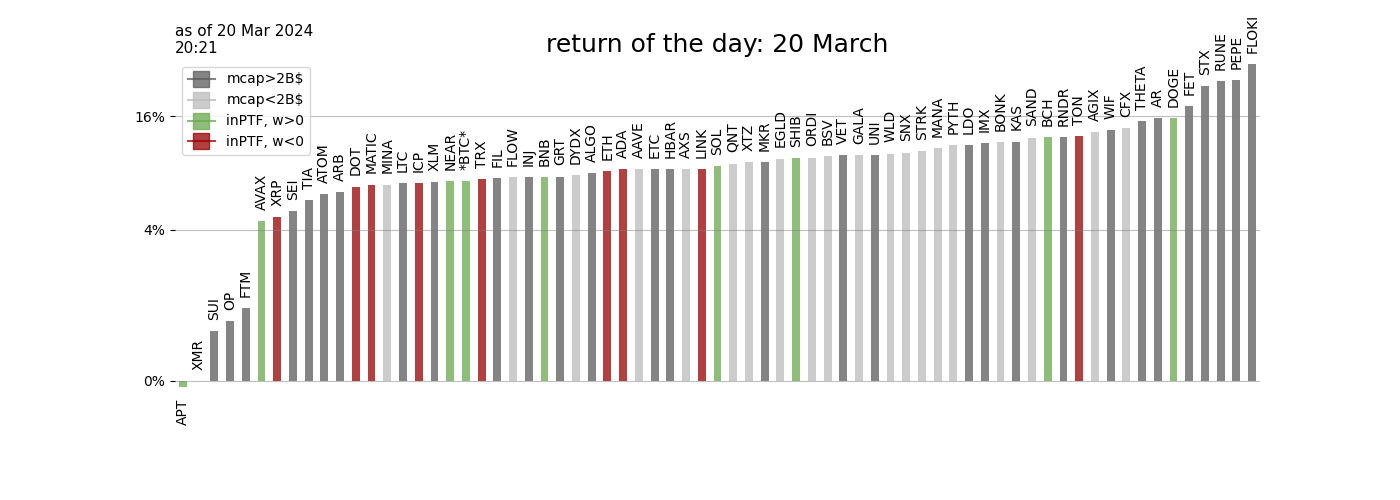 as of 20 Mar 2024
20:21
return of the day: 20 March
mcap>2B$
mcap<2B$
inPTF, w>0
inPTF, w<0
16%
4%
0%
APT
XMR
SUI
OP
FTM
AVAX
XRP
SEI
TIA
ATOM
ARB
DOT
MATIC
MINA
LTC
ICP
XLM
NEAR
*BTC*
TRX
FIL
FLOW
INJ
BNB
GRT
DYDX
ALGO
ETH
ADA
AAVE
ETC
HBAR
AXS
LINK
SOL
QNT
XTZ
MKR
EGLD
SHIB
ORDI
BSV
VET
GALA
UNI
WLD
SNX
STRK
MANA
PYTH
LDO
IMX
BONK
KAS
SAND
BCH
RNDR
TON
AGIX
WIF
CFX
THETA
AR
DOGE
FET
STX
RUNE
PEPE
FLOKI